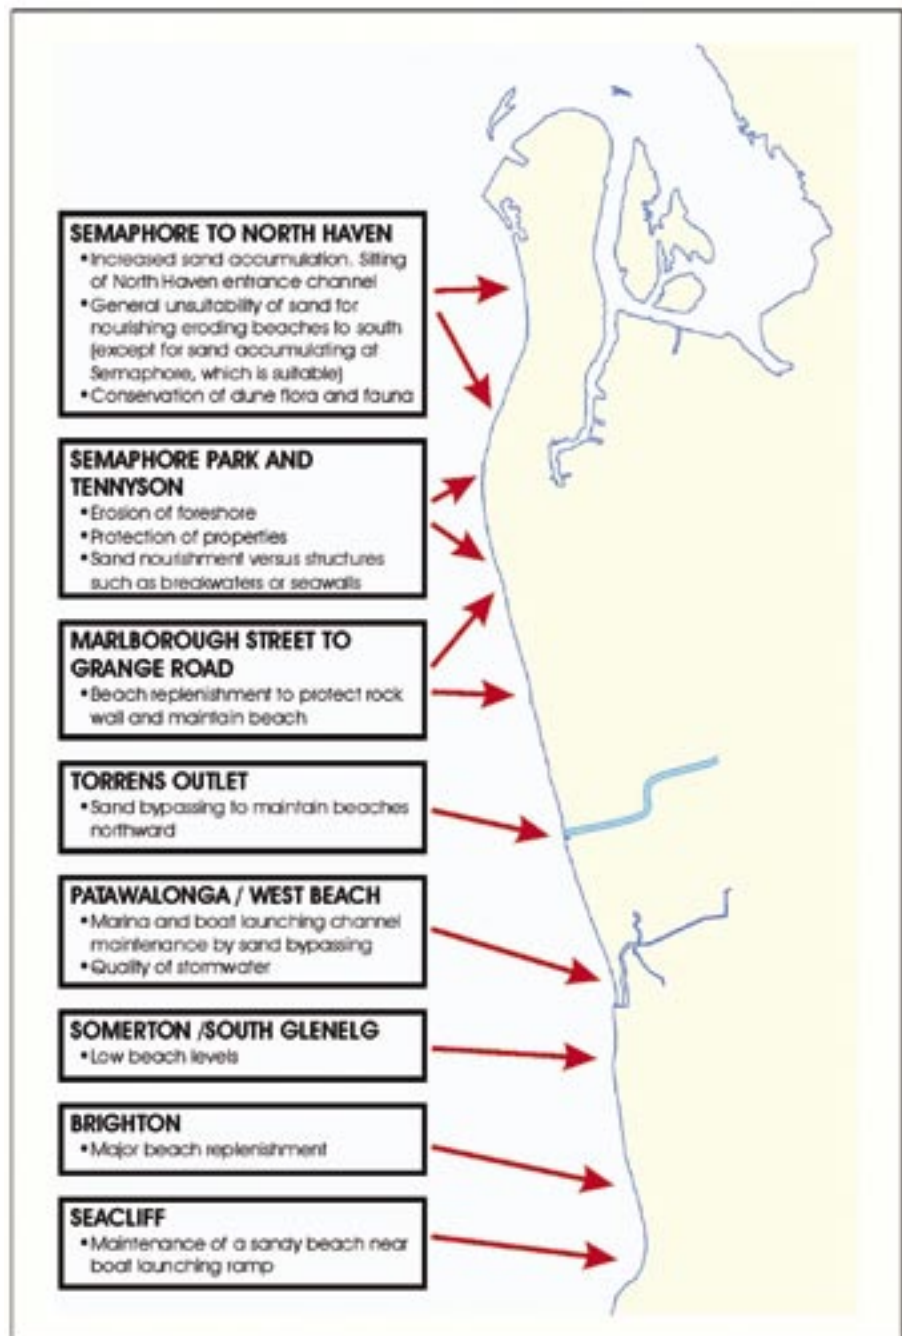 SEMAPHORE TO NORTH HAVEN
•Increased sand accumulation. Silting
of North Haven entrance channel
•General unsuitability of sand for
nourishing eroding beaches to south
(except for sand accumulating at
Semaphore, which is suitable)
•Conservation of dune flora and fauna
SEMAPHORE PARK AND
TENNYSON
•Erosion of foreshore
•Protection of properties
•Sand nourishment versus structures
such as breakwaters or seawalls
MARLBOROUGH STREET TO
GRANGE ROAD
•Beach replenishment to protect rock
wall and maintain beach
TORRENS OUTLET
•Sand bypassing to maintain beaches
northward
PATAWALONGA / WEST BEACH
•Marina and boat launching channel
maintenance by sand bypassing
•Quality of stormwater
SOMERTON /SOUTH GLENELG
•Low beach levels
BRIGHTON
•Major beach replenishment
SEACLIFF
•Maintenance of a sandy beach near
boat launching ramp